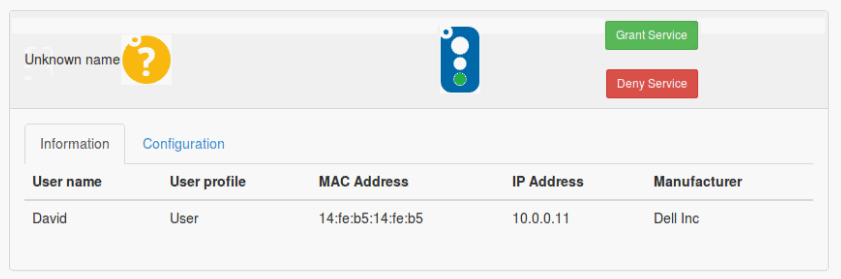 Grant Service
Unknown name ?
Deny Service
Information Configuration
User name User profile MAC Address IP Address Manufacturer
David User 14:fe:b5:14:fe:b5 10.0.0.11 Dell Inc